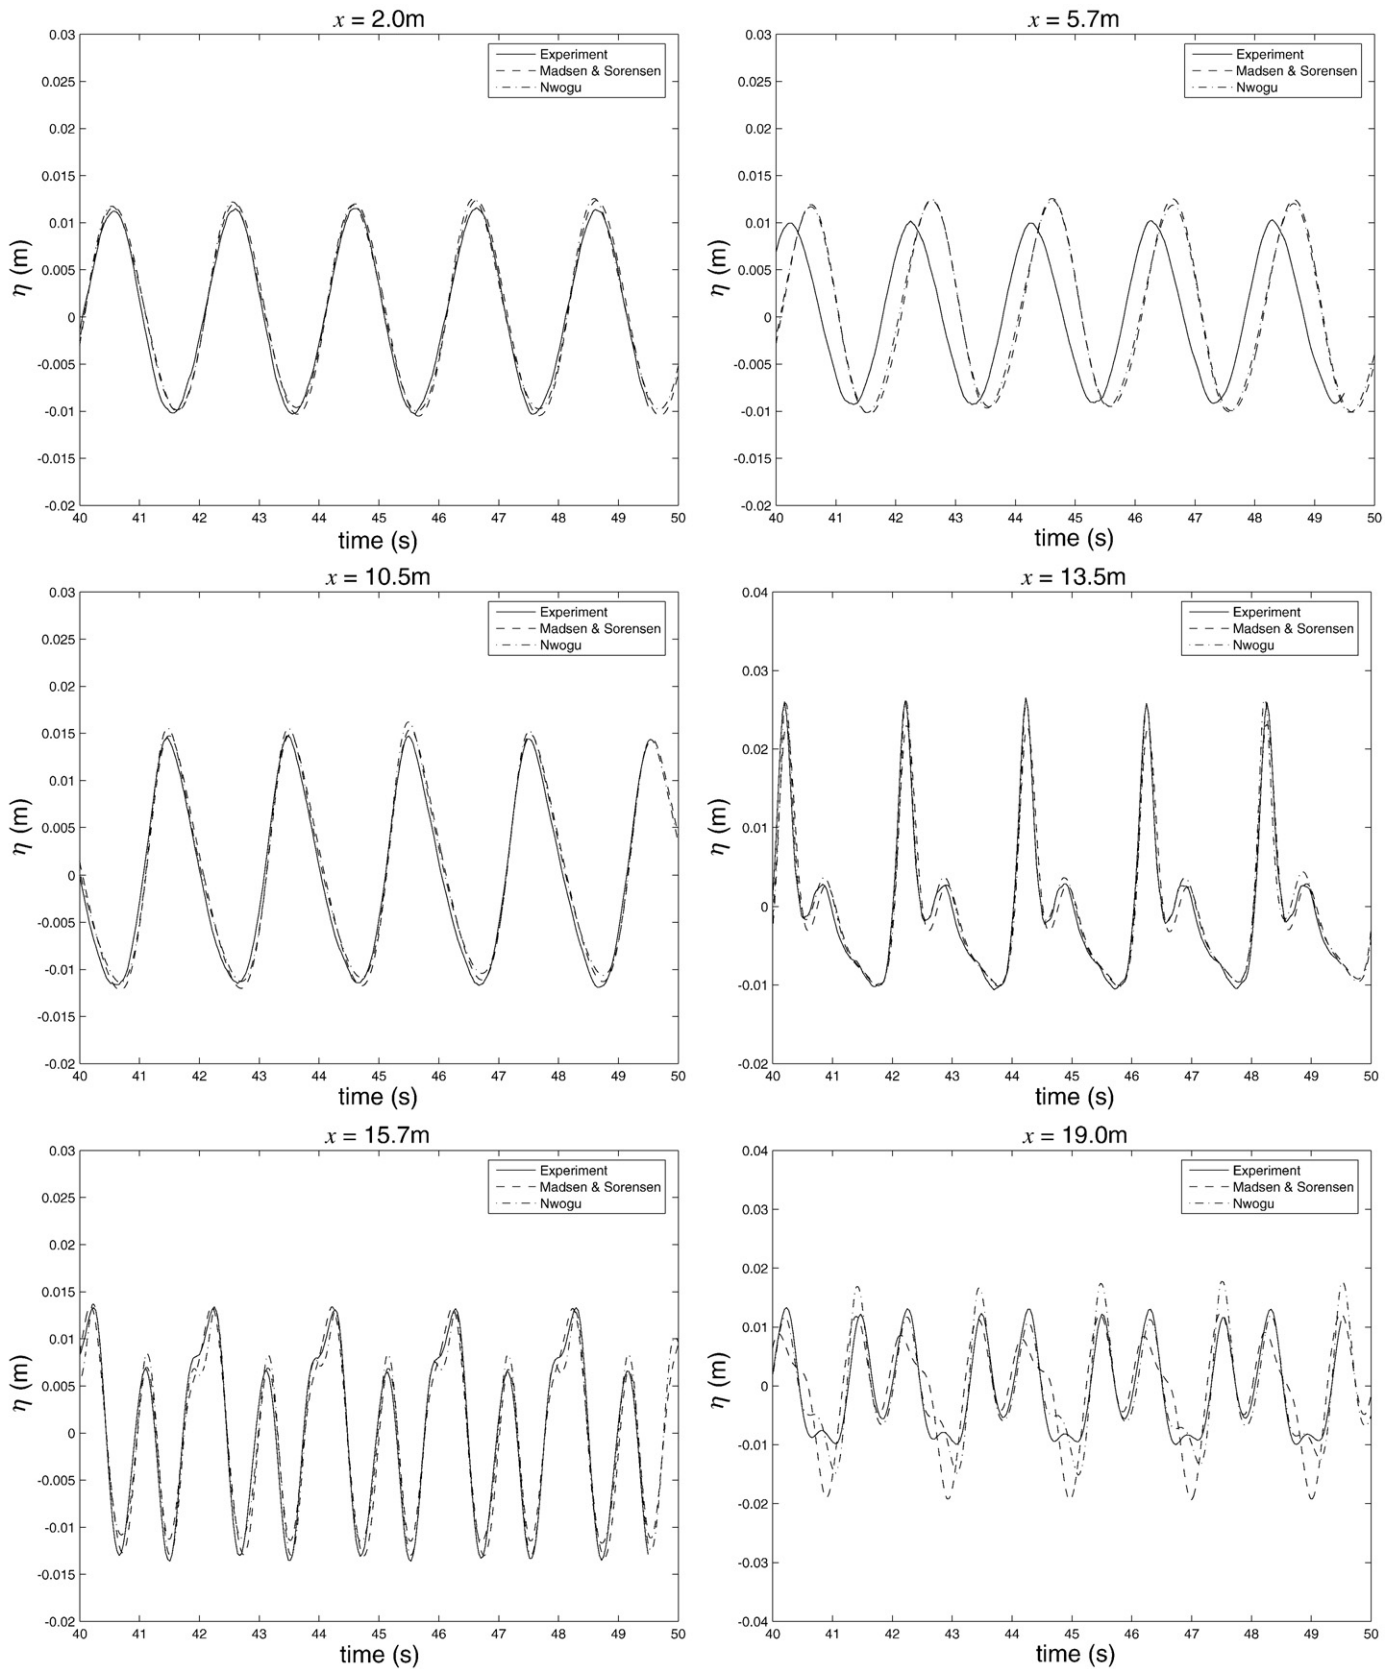 x = 2.0m
0.03
0.025
0.02
0.015
0.01
0.005
0
-0.005
-0.01
-0.015
-0.02
η (m)
Experiment
Madsen & Sorensen
Nwogu
40 41 42 43 44 45 46 47 48 49 50
time (s)
x = 5.7m
0.03
0.025
0.02
0.015
0.01
0.005
0
-0.005
-0.01
-0.015
-0.02
η (m)
Experiment
Madsen & Sorensen
Nwogu
40 41 42 43 44 45 46 47 48 49 50
time (s)
x = 10.5m
0.03
0.025
0.02
0.015
0.01
0.005
0
-0.005
-0.01
-0.015
-0.02
η (m)
Experiment
Madsen & Sorensen
Nwogu
40 41 42 43 44 45 46 47 48 49 50
time (s)
x = 13.5m
0.04
0.03
0.02
0.01
0
-0.01
-0.02
η (m)
Experiment
Madsen & Sorensen
Nwogu
40 41 42 43 44 45 46 47 48 49 50
time (s)
x = 15.7m
0.03
0.025
0.02
0.015
0.01
0.005
0
-0.005
-0.01
-0.015
-0.02
η (m)
Experiment
Madsen & Sorensen
Nwogu
40 41 42 43 44 45 46 47 48 49 50
time (s)
x = 19.0m
0.04
0.03
0.02
0.01
0
-0.01
-0.02
-0.03
-0.04
η (m)
Experiment
Madsen & Sorensen
Nwogu
40 41 42 43 44 45 46 47 48 49 50
time (s)